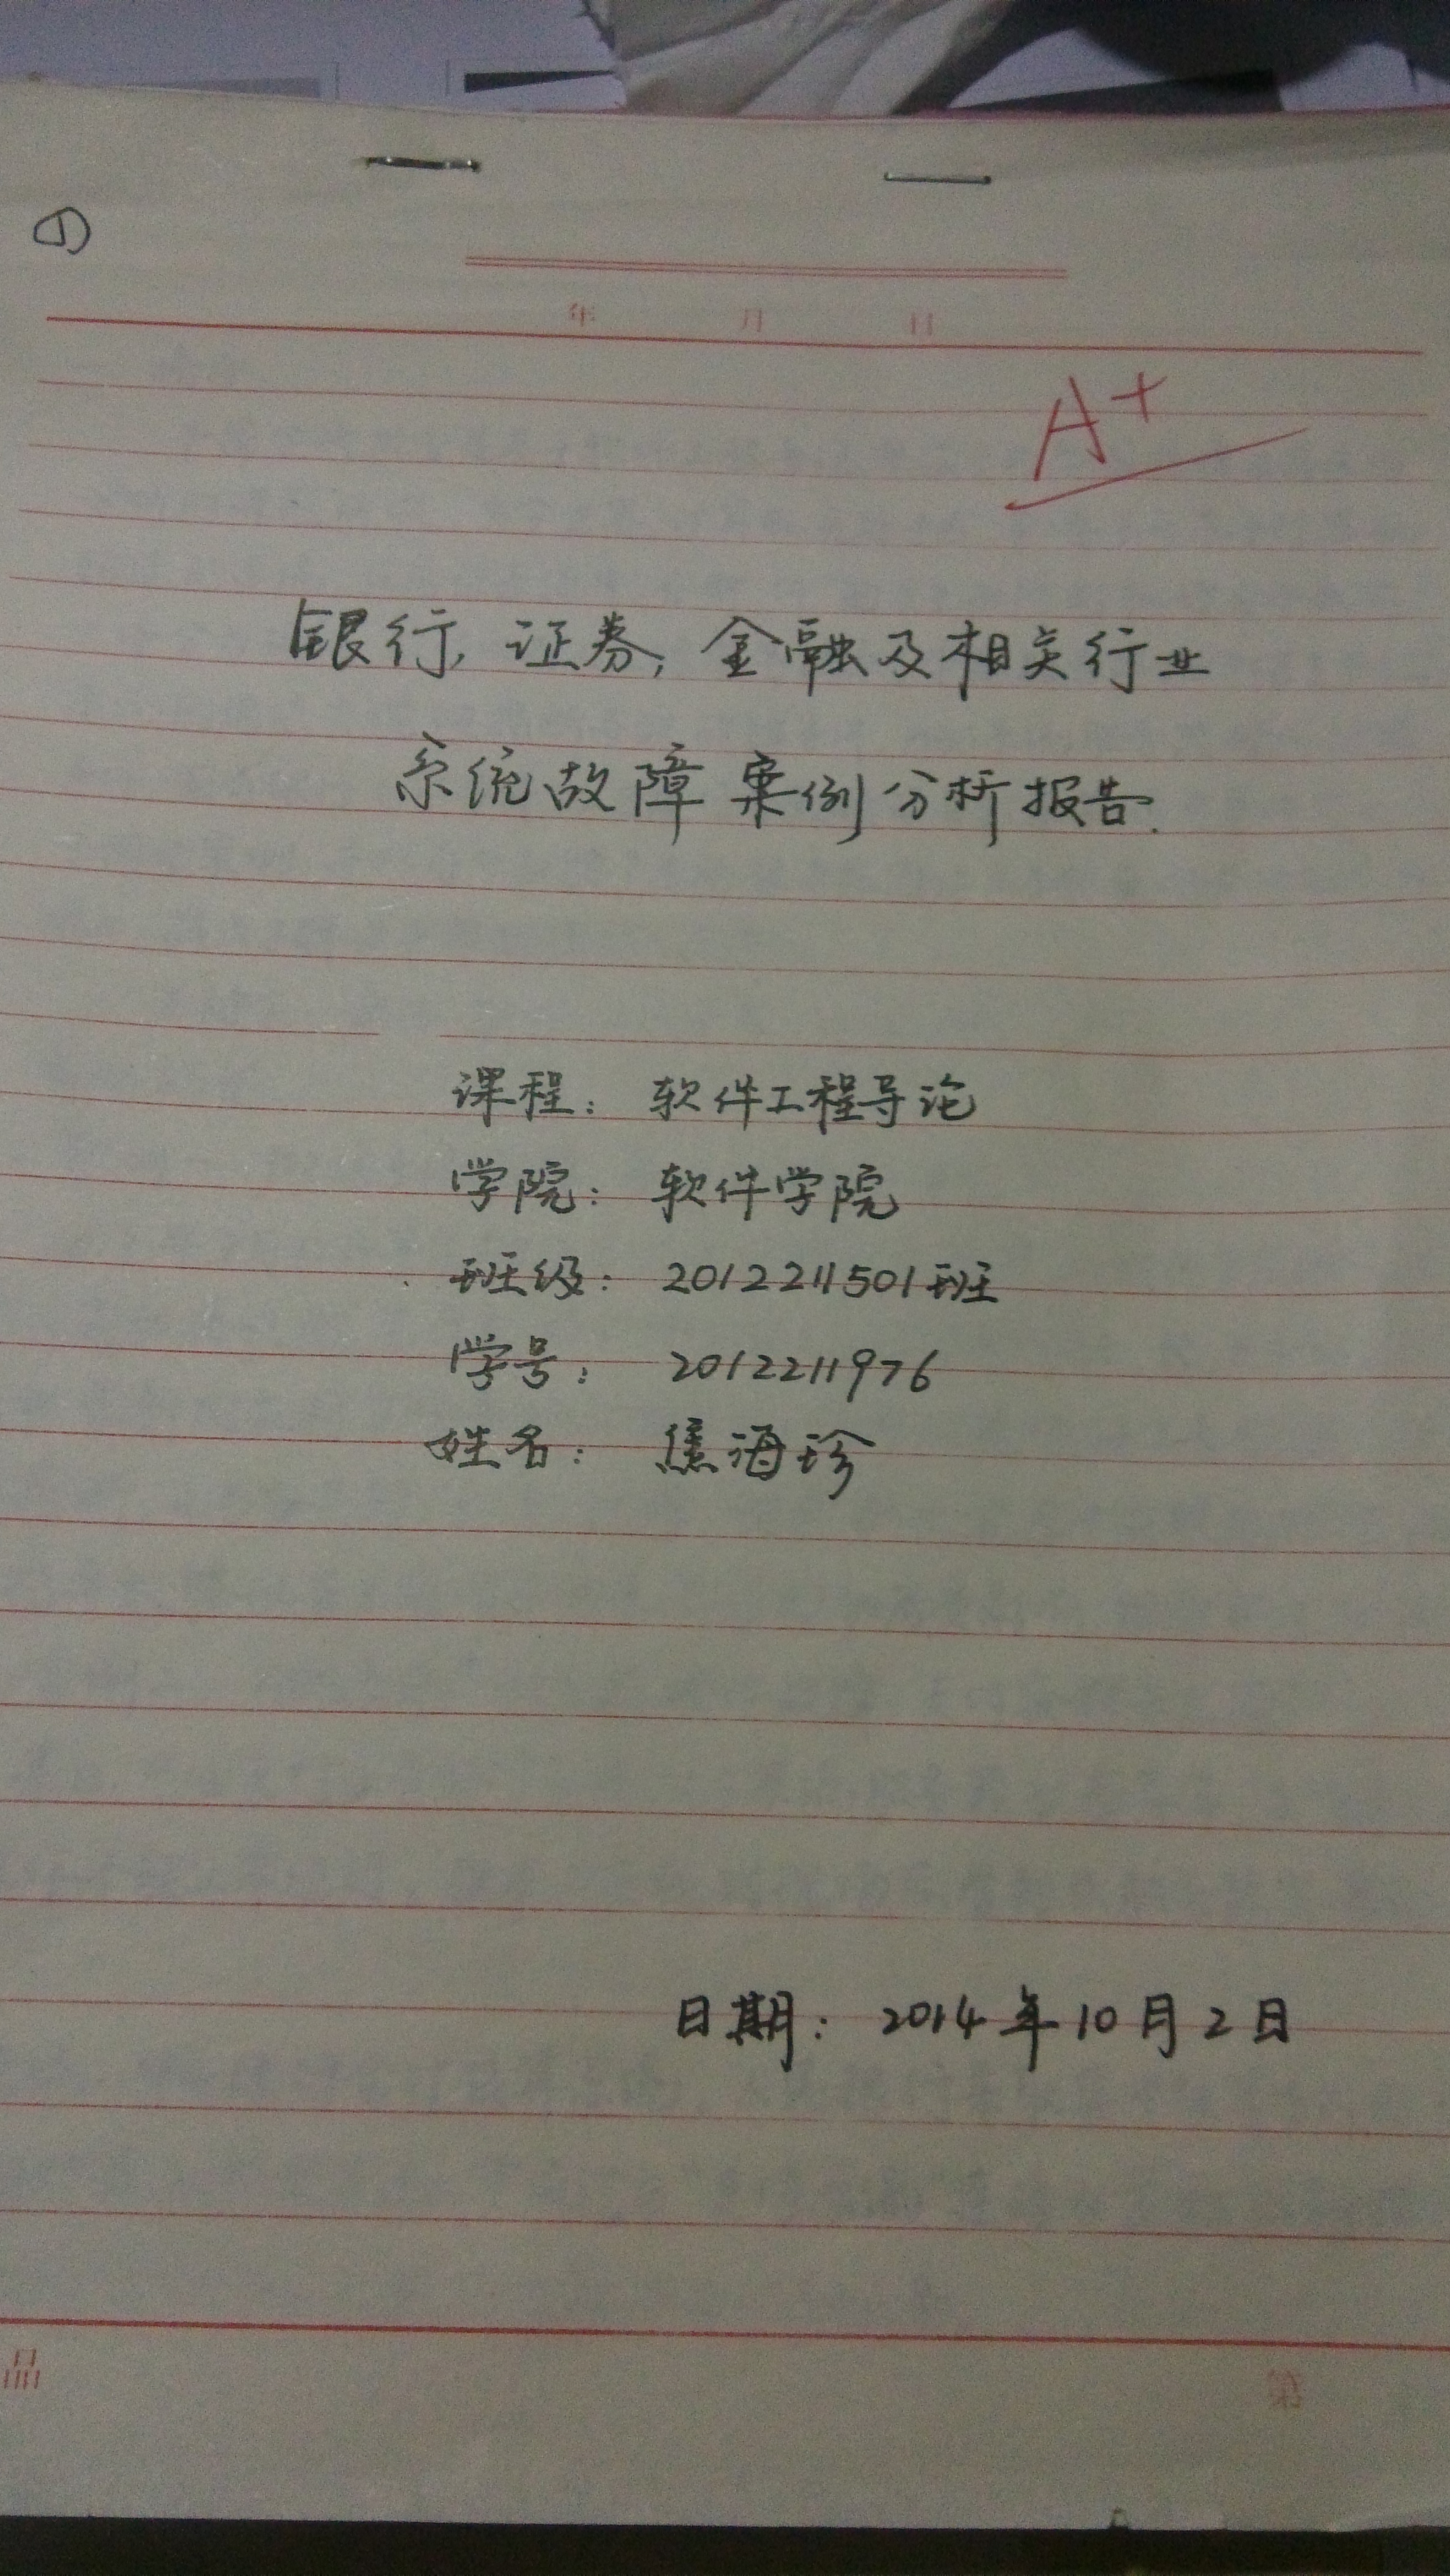 ①
年 月 日
A+
银行, 证券, 金融及相关行业
系统故障案例分析报告.
课程: 软件工程导论
学院: 软件学院
班级: 2012211501班
学号: 2012211976
姓名: 焦海珍
日期: 2014年10月2日
品 第